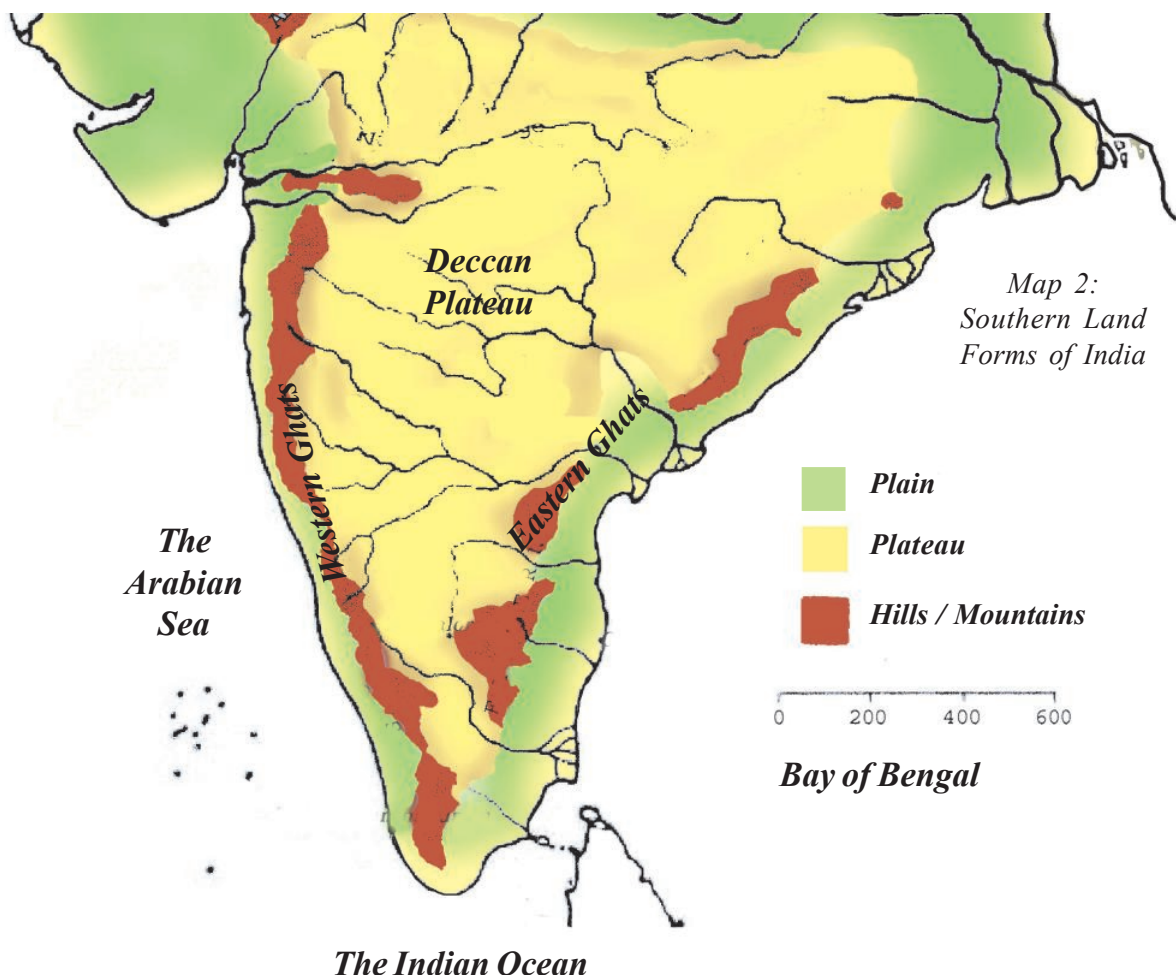 Deccan
Plateau
Map 2:
Southern Land
Forms of India
Western Ghats
Eastern Ghats
Plain
Plateau
Hills / Mountains
The
Arabian
Sea
0 200 400 600
Bay of Bengal
The Indian Ocean